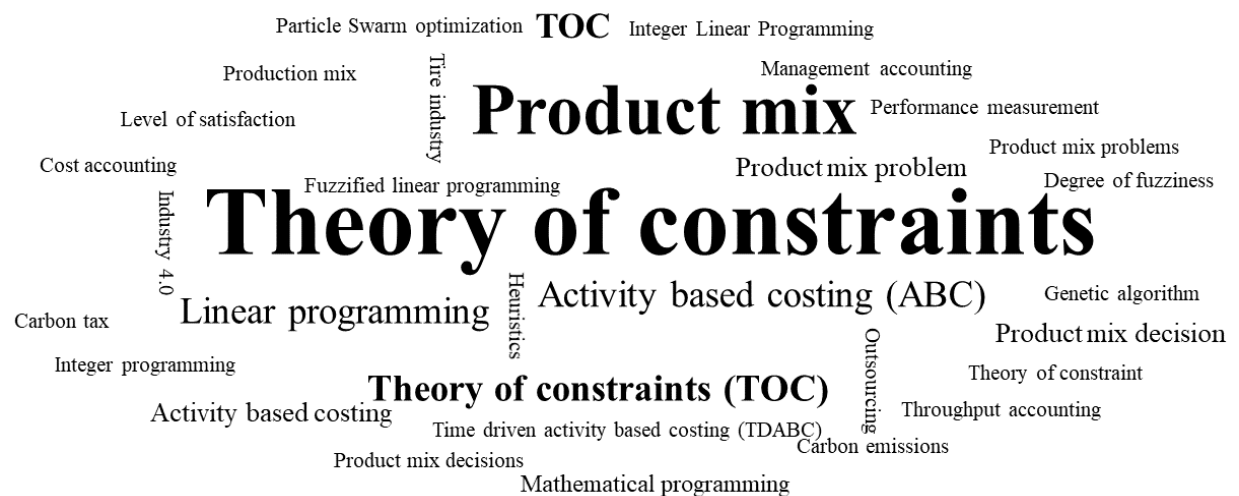 Particle Swarm optimization
TOC
Integer Linear Programming
Production mix
Tire industry
Management accounting
Product mix
Performance measurement
Level of satisfaction
Product mix problems
Cost accounting
Product mix problem
Fuzzified linear programming
Degree of fuzziness
Industry 4.0
Theory of constraints
Heuristics
Activity based costing (ABC)
Genetic algorithm
Linear programming
Carbon tax
Outsourcing
Product mix decision
Integer programming
Theory of constraint
Theory of constraints (TOC)
Activity based costing
Throughput accounting
Time driven activity based costing (TDABC)
Carbon emissions
Product mix decisions
Mathematical programming